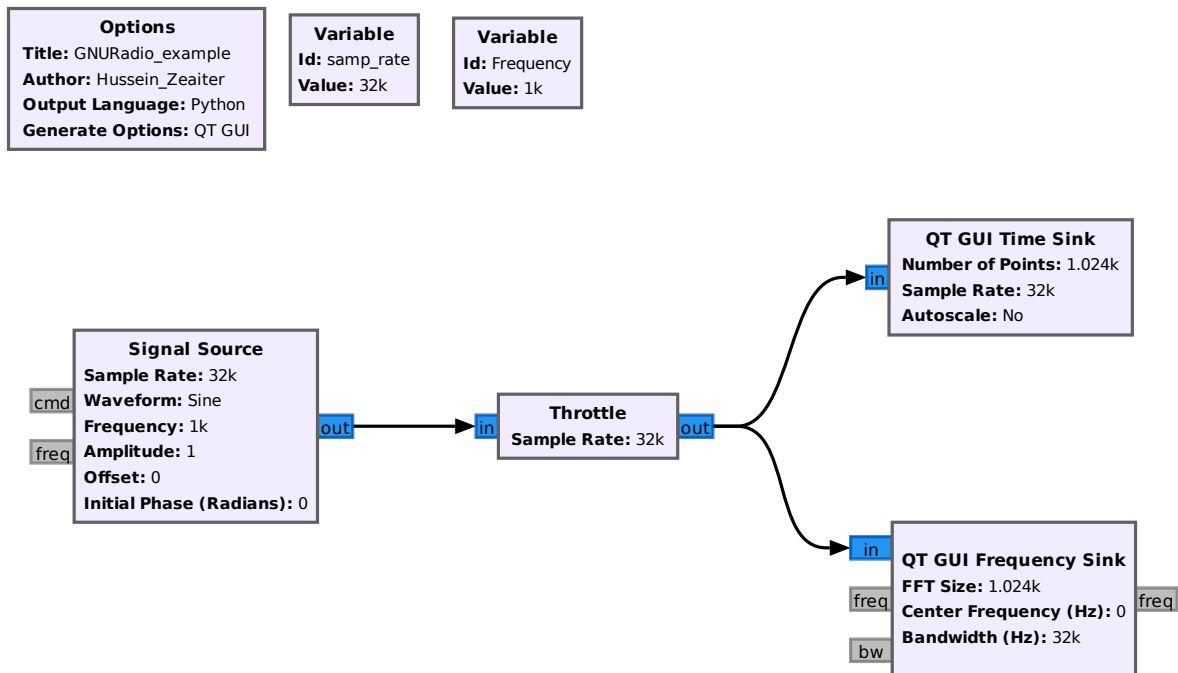 Options
Title: GNURadio_example
Author: Hussein_Zeaiter
Output Language: Python
Generate Options: QT GUI
Variable
Id: samp_rate
Value: 32k
Variable
Id: Frequency
Value: 1k
Signal Source
Sample Rate: 32k
Waveform: Sine
Frequency: 1k
Amplitude: 1
Offset: 0
Initial Phase (Radians): 0
cmd
freq
out
in
Throttle
Sample Rate: 32k
out
in
QT GUI Time Sink
Number of Points: 1.024k
Sample Rate: 32k
Autoscale: No
in
freq
bw
QT GUI Frequency Sink
FFT Size: 1.024k
Center Frequency (Hz): 0
Bandwidth (Hz): 32k
freq